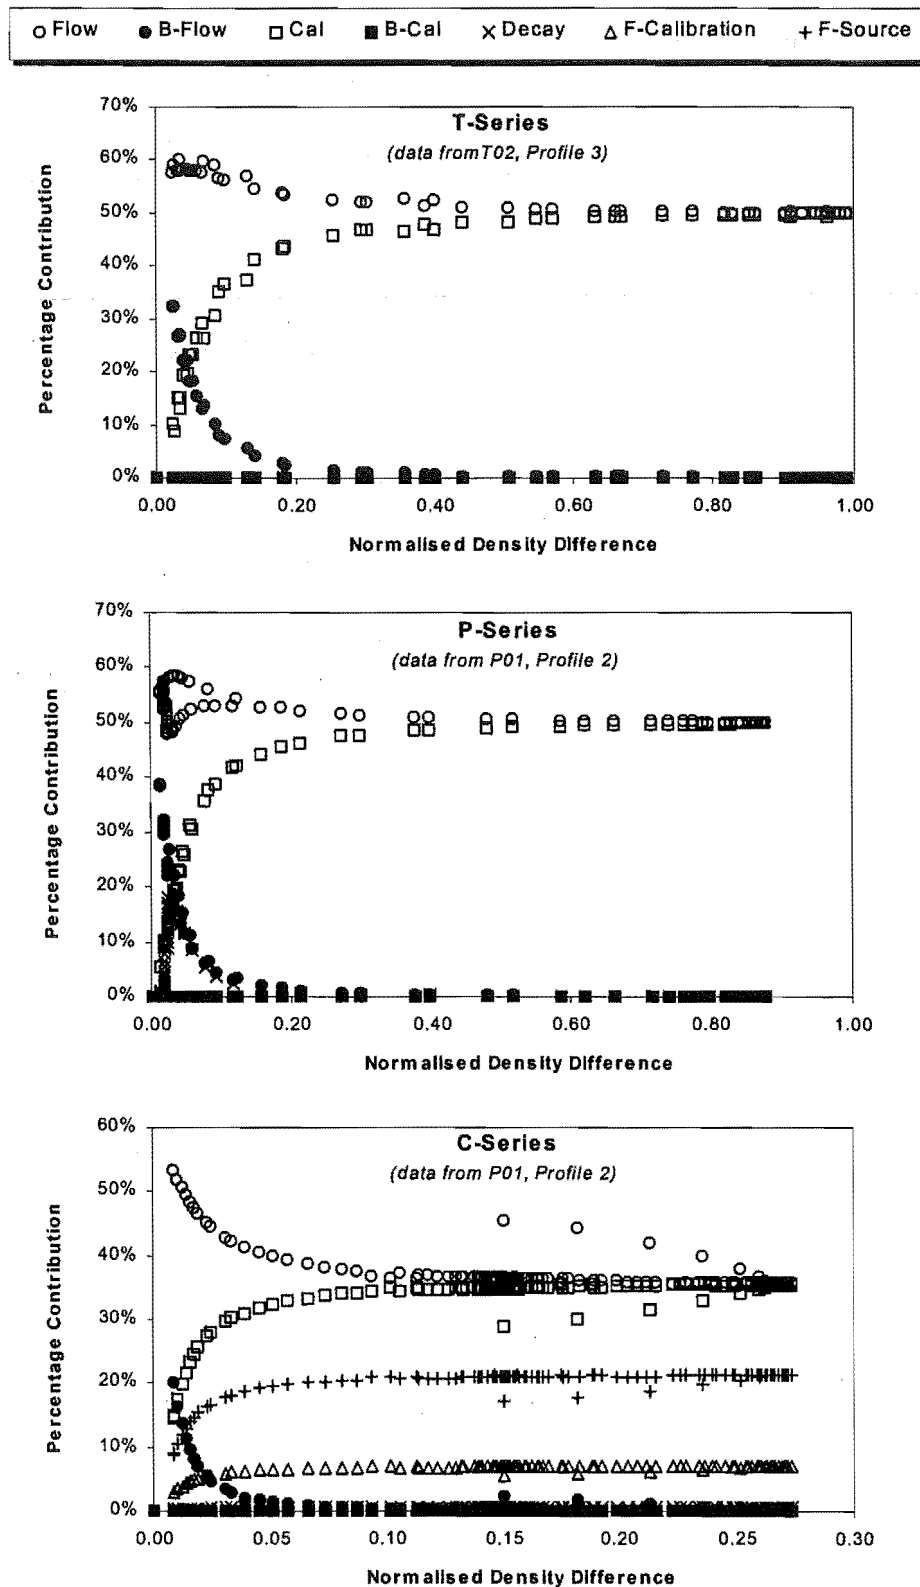 Flow B-Flow Cal B-Cal Decay F-Calibration F-Source
70%
T-Series
(data fromT02, Profile 3)
60%
50%
40%
30%
20%
10%
0%
Percentage Contribution
0.00 0.20 0.40 0.60 0.80 1.00
Normalised Density Difference
70%
P-Series
(data from P01, Profile 2)
60%
50%
40%
30%
20%
10%
0%
Percentage Contribution
0.00 0.20 0.40 0.60 0.80 1.00
Normalised Density Difference
60%
C-Series
(data from P01, Profile 2)
50%
40%
30%
20%
10%
0%
Percentage Contribution
0.00 0.05 0.10 0.15 0.20 0.25 0.30
Normalised Density Difference